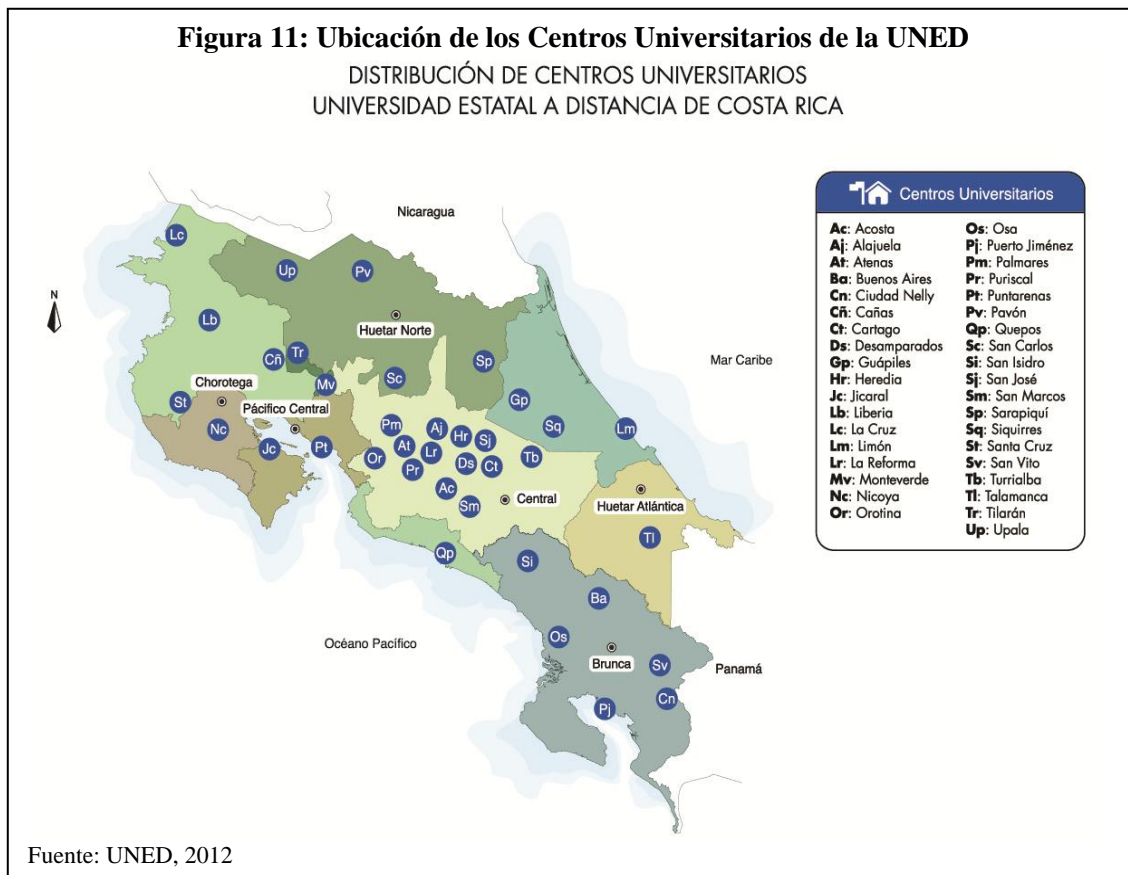 Figura 11: Ubicación de los Centros Universitarios de la UNED
DISTRIBUCIÓN DE CENTROS UNIVERSITARIOS
UNIVERSIDAD ESTATAL A DISTANCIA DE COSTA RICA
Nicaragua
Lc
Up
Pv
N
Lb
Huetar Norte
Mar Caribe
Cñ
Tr
Sp
Mv
Sc
Chorotega
St
Gp
Pácifico Central
Nc
Pm
Aj
Hr
Sj
Sq
Lm
Jc
Pt
Or
At
Lr
Pr
Ds
Ct
Tb
Ac
Sm
Central
Huetar Atlántica
Tl
Qp
Si
Ba
Océano Pacífico
Os
Brunca
Sv
Panamá
Cn
Pj
Centros Universitarios
Ac: Acosta
Aj: Alajuela
At: Atenas
Ba: Buenos Aires
Cn: Ciudad Nelly
Cñ: Cañas
Ct: Cartago
Ds: Desamparados
Gp: Guápiles
Hr: Heredia
Jc: Jicaral
Lb: Liberia
Lc: La Cruz
Lm: Limón
Lr: La Reforma
Mv: Monteverde
Nc: Nicoya
Or: Orotina
Os: Osa
Pj: Puerto Jiménez
Pm: Palmares
Pr: Puriscal
Pt: Puntarenas
Pv: Pavón
Qp: Quepos
Sc: San Carlos
Si: San Isidro
Sj: San José
Sm: San Marcos
Sp: Sarapiquí
Sq: Siquirres
St: Santa Cruz
Sv: San Vito
Tb: Turrialba
Tl: Talamanca
Tr: Tilarán
Up: Upala
Fuente: UNED, 2012